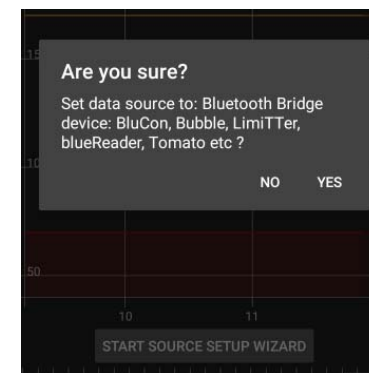 15
Are you sure?
Set data source to: Bluetooth Bridge
device: BluCon, Bubble, LimiTTer,
blueReader, Tomato etc ?
10
NO YES
50
10 11
START SOURCE SETUP WIZARD